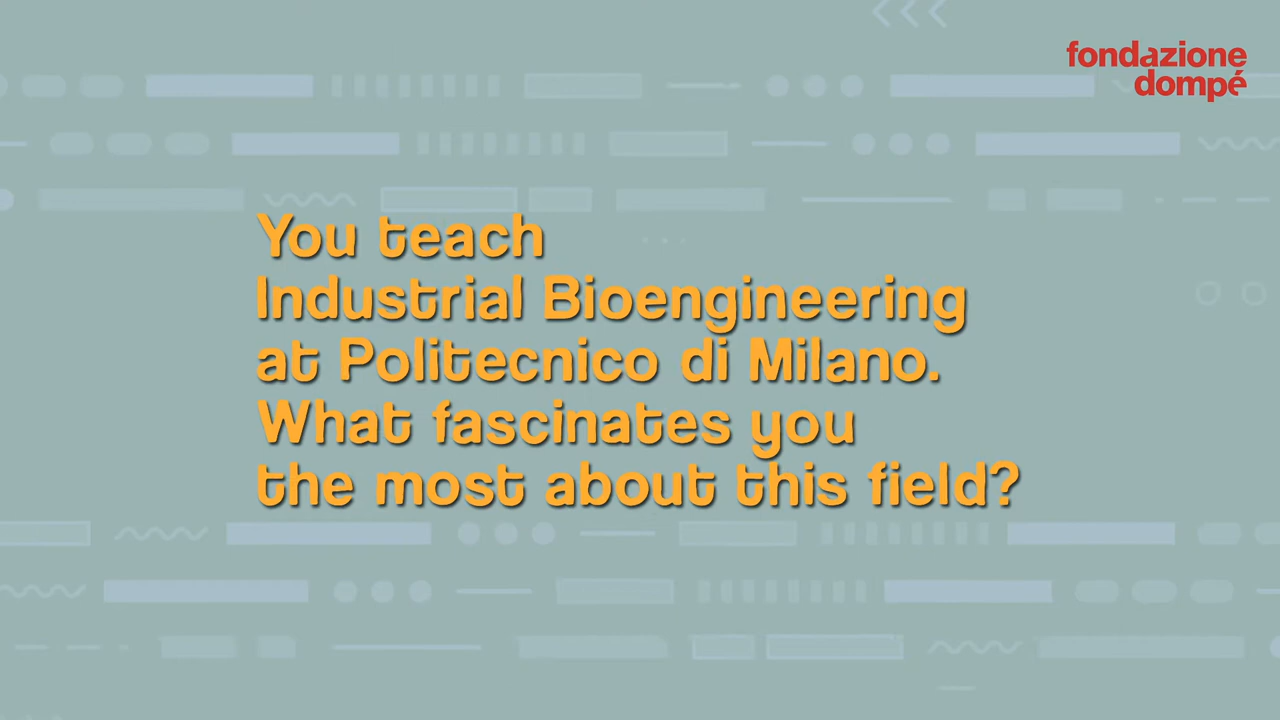 fondazione
dompé
You teach
Industrial Bioengineering
at Politecnico di Milano.
What fascinates you
the most about this field?